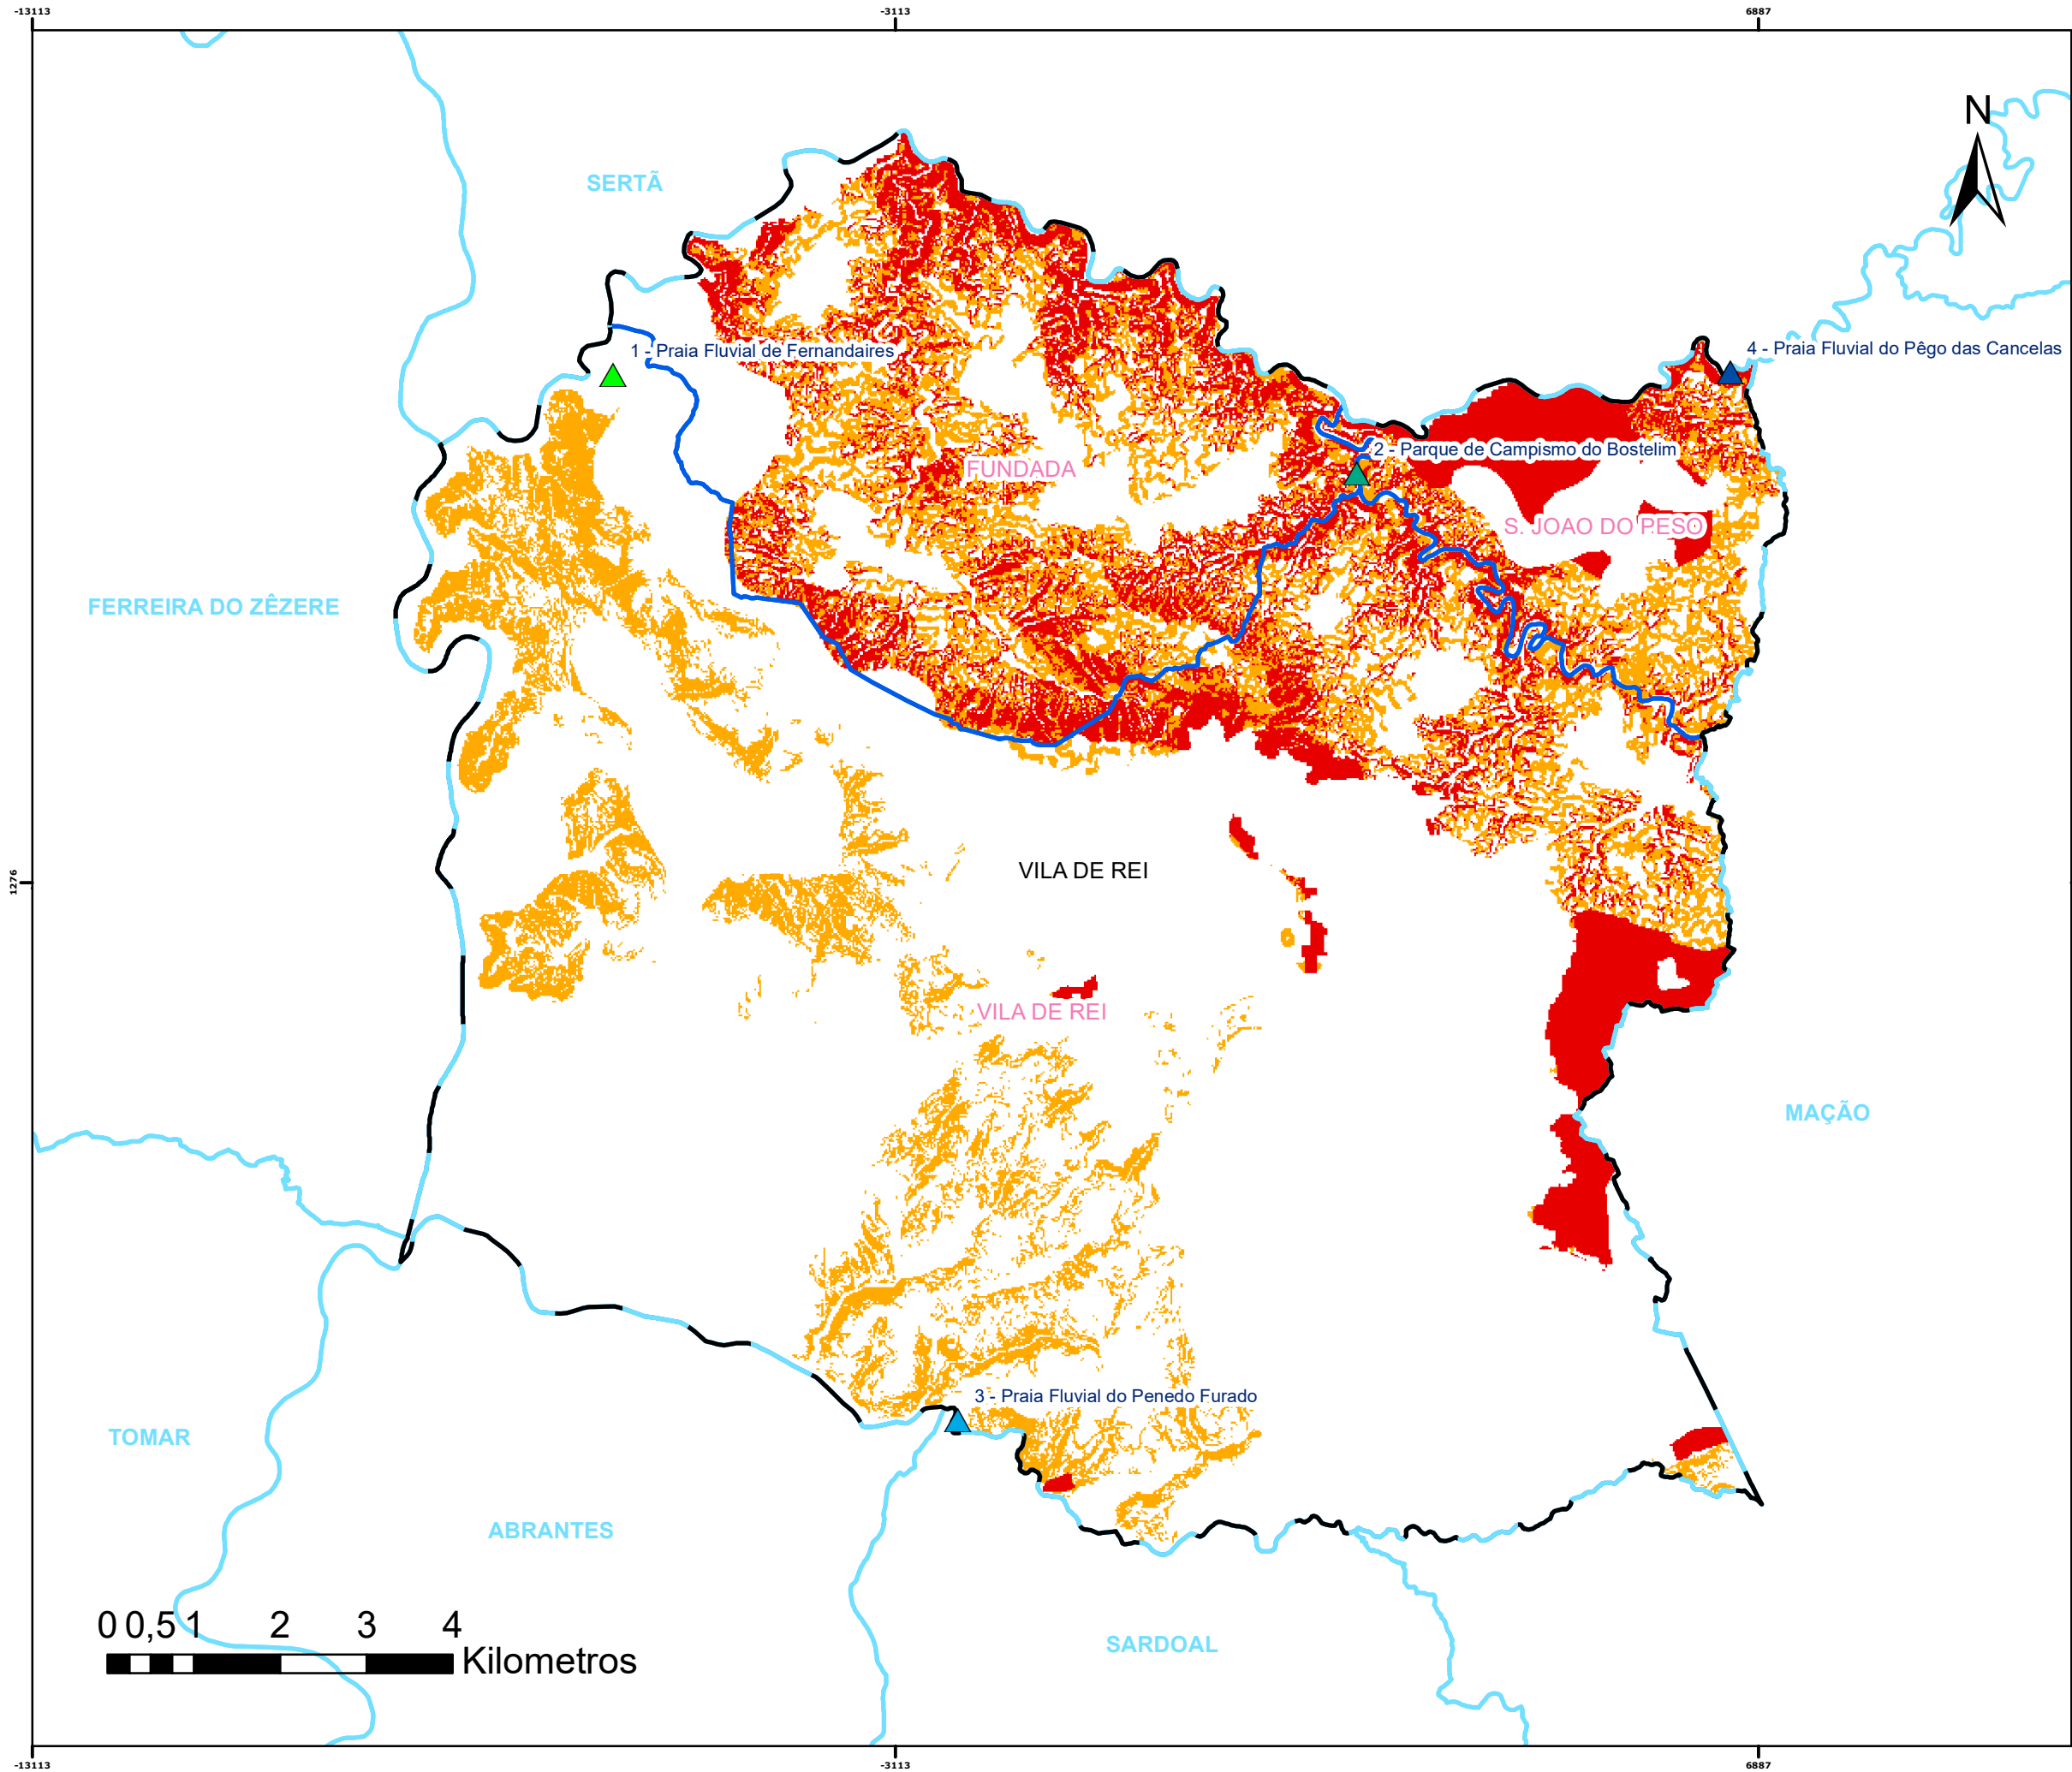 -13113
-3113
6887
N
SERTÃ
1 - Praia Fluvial de Fernandaires
4 - Praia Fluvial do Pêgo das Cancelas
2 - Parque de Campismo do Bostelim
FUNDADA
S. JOAO DO PESO
FERREIRA DO ZÊZERE
VILA DE REI
1276
VILA DE REI
MAÇÃO
3 - Praia Fluvial do Penedo Furado
TOMAR
ABRANTES
SARDOAL
0 0,5 1 2 3 4
Kilometros
-13113
-3113
6887